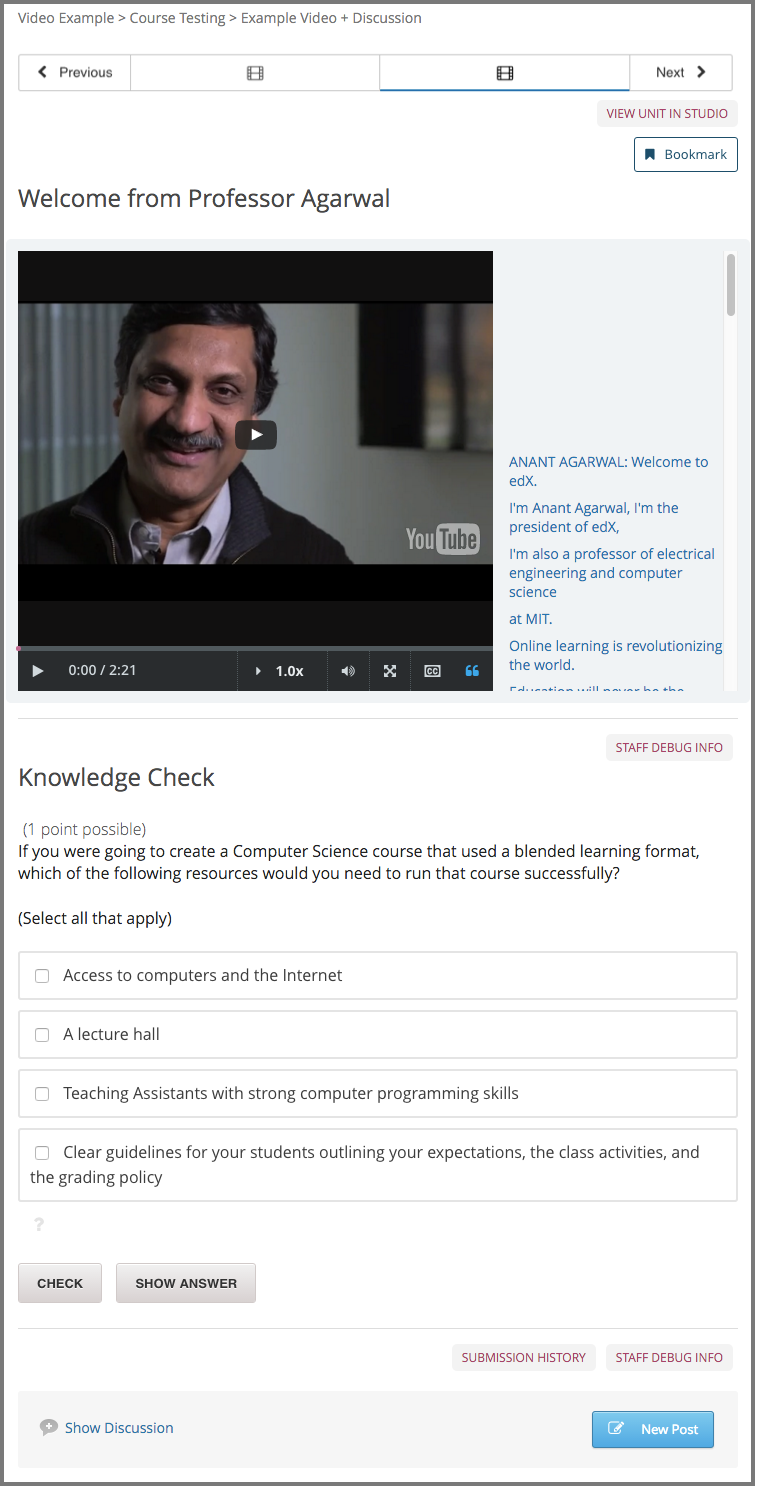 Video Example > Course Testing > Example Video + Discussion
Previous
Next
VIEW UNIT IN STUDIO
Bookmark
Welcome from Professor Agarwal
YouTube
ANANT AGARWAL: Welcome to
edX.
I'm Anant Agarwal, I'm the
president of edX,
I'm also a professor of electrical
engineering and computer
science
at MIT.
Online learning is revolutionizing
the world.
Education will never be the
0:00 / 2:21
1.0x
CC
STAFF DEBUG INFO
Knowledge Check
(1 point possible)
If you were going to create a Computer Science course that used a blended learning format,
which of the following resources would you need to run that course successfully?
(Select all that apply)
Access to computers and the Internet
A lecture hall
Teaching Assistants with strong computer programming skills
Clear guidelines for your students outlining your expectations, the class activities, and
the grading policy
?
CHECK
SHOW ANSWER
SUBMISSION HISTORY
STAFF DEBUG INFO
Show Discussion
New Post